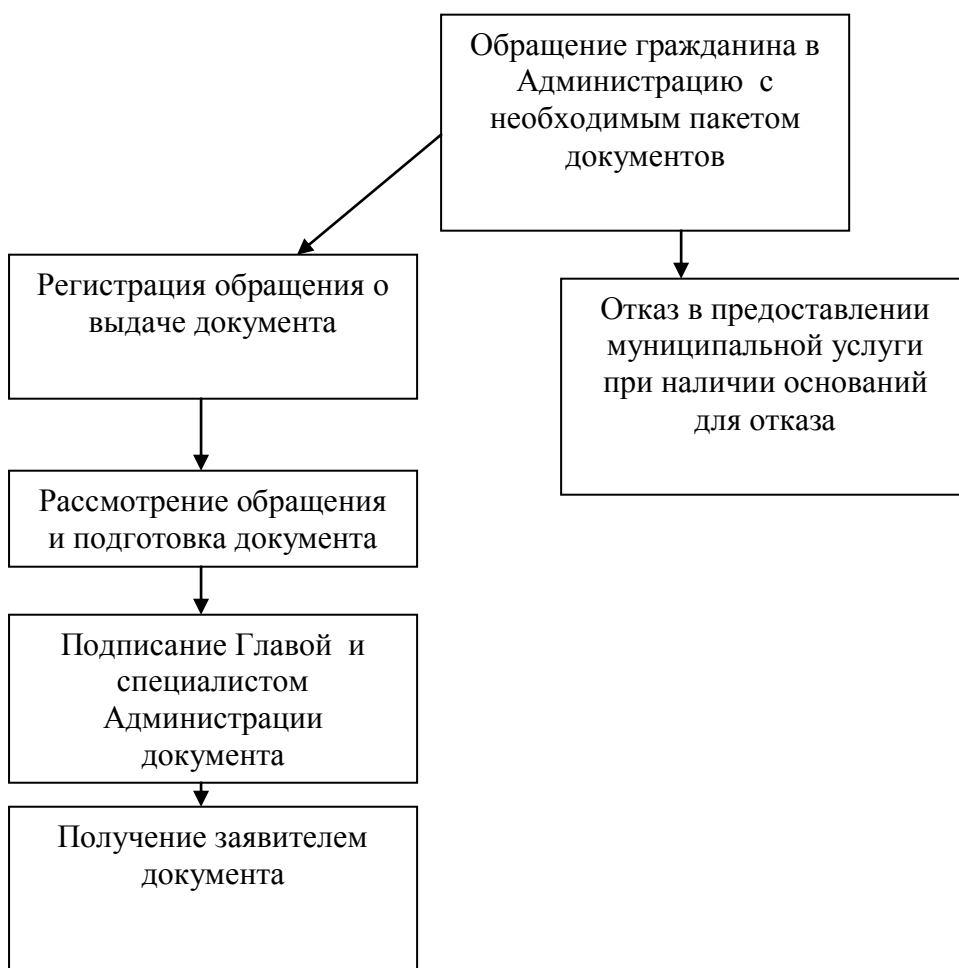 Обращение гражданина в
Администрацию  с
необходимым пакетом
документов
Регистрация обращения о
выдаче документа
Отказ в предоставлении
муниципальной услуги
при наличии оснований
для отказа
Рассмотрение обращения
и подготовка документа
Подписание Главой  и
специалистом
Администрации
документа
Получение заявителем
документа